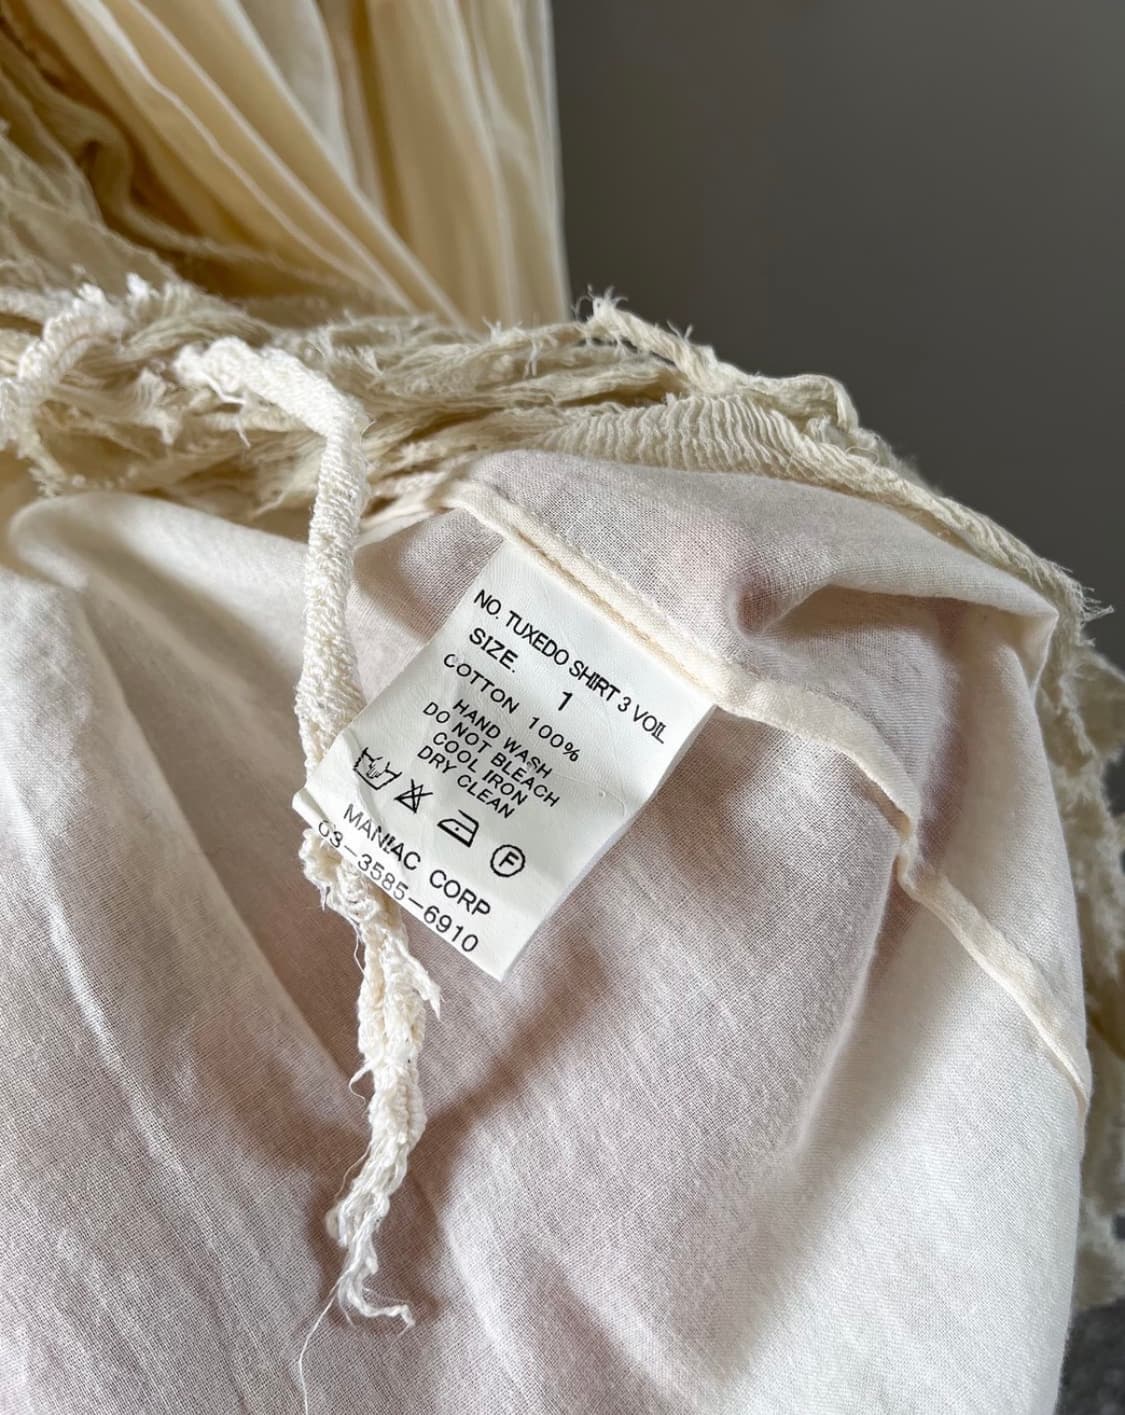 NO. TUXEDO SHIRT 3 VOIL
SIZE. 1
COTTON 100%
HAND WASH
DO NOT BLEACH
COOL IRON
DRY CLEAN
F
MANIAC CORP
03-3585-6910